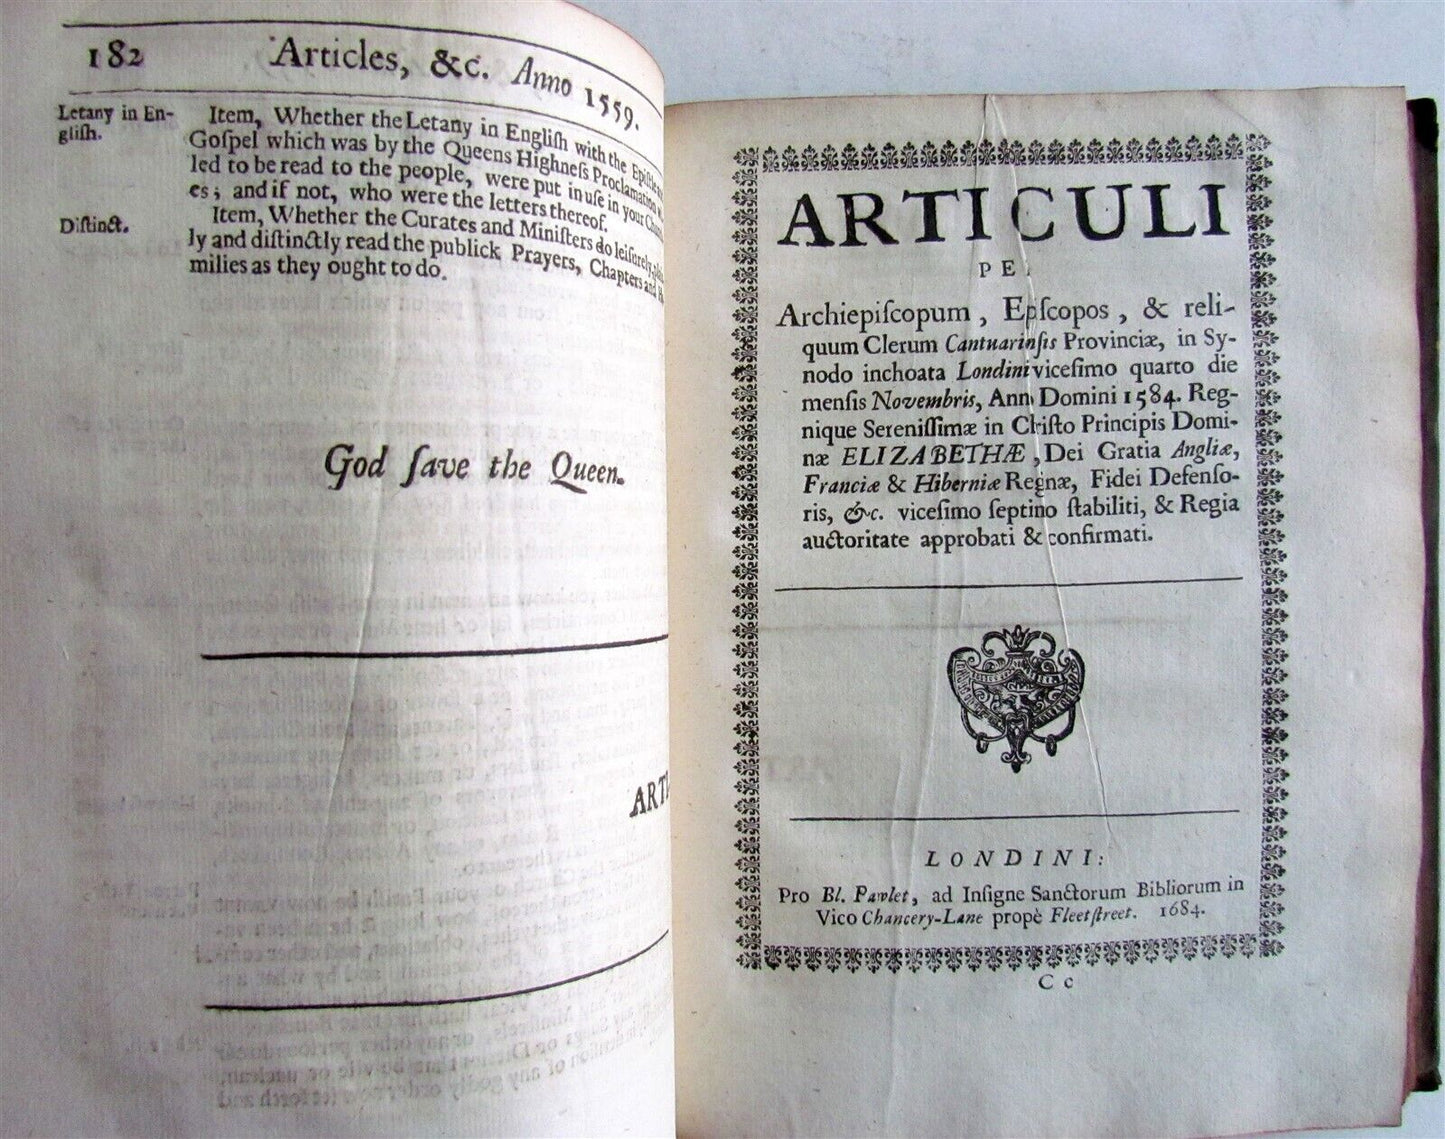 182 Articles, &c. Anno 1559.
Letany in En-
gliſh.
Item, Whether the Letany in Engliſh with the Epiſtle
Goſpel which was by the Queens Highneſs Proclamation
led to be read to the people, were put in uſe in your
es; and if not, who were the letters thereof.
Diſtinct.
Item, Whether the Curates and Miniſters do leiſurely,
ly and diſtinctly read the publick Prayers, Chapters and
milies as they ought to do.
God ſave the Queen.
ARTI
ARTICULI
PE
Archiepiſcopum, Epſcopos, & reli-
quum Clerum Cantuarinſis Provinciæ, in Sy-
nodo inchoata Londini viceſimo quarto die
menſis Novembris, Ann Domini 1584. Reg-
nique Sereniſſimæ in Chriſto Principis Domi-
næ ELIZABETHÆ, Dei Gratia Angliæ,
Franciæ & Hiberniæ Regnæ, Fidei Defenſo-
ris, &c. viceſimo ſeptino ſtabiliti, & Regia
auctoritate approbati & confirmati.
LONDINI:
Pro Bl. Pawlet, ad Inſigne Sanctorum Bibliorum in
Vico Chancery-Lane propè Fleetſtreet. 1684.
C c